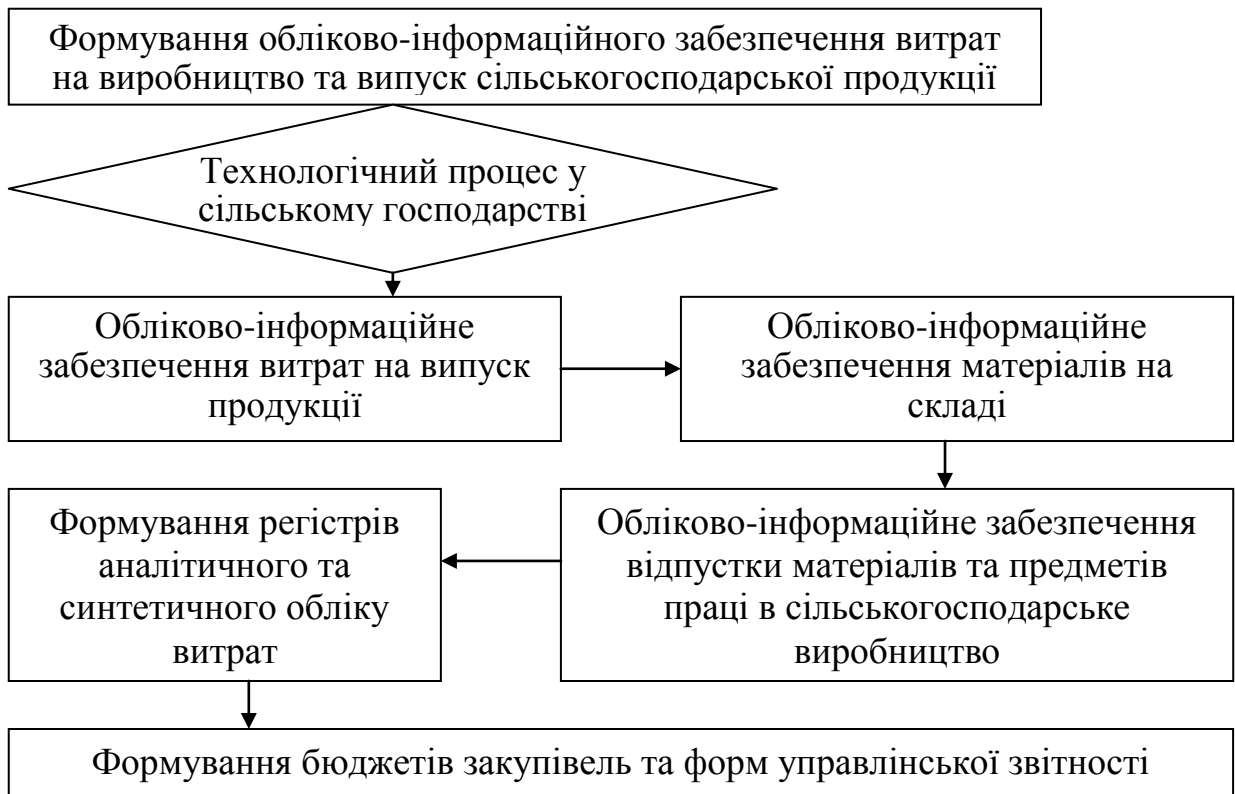 Формування обліково-інформаційного забезпечення витрат
на виробництво та випуск сільськогосподарської продукції
Технологічний процес у
сільському господарстві
Обліково-інформаційне
забезпечення витрат на випуск
продукції
Обліково-інформаційне
забезпечення матеріалів на
складі
Формування регістрів
аналітичного та
синтетичного обліку
витрат
Обліково-інформаційне забезпечення
відпустки матеріалів та предметів
праці в сільськогосподарське
виробництво
Формування бюджетів закупівель та форм управлінської звітності